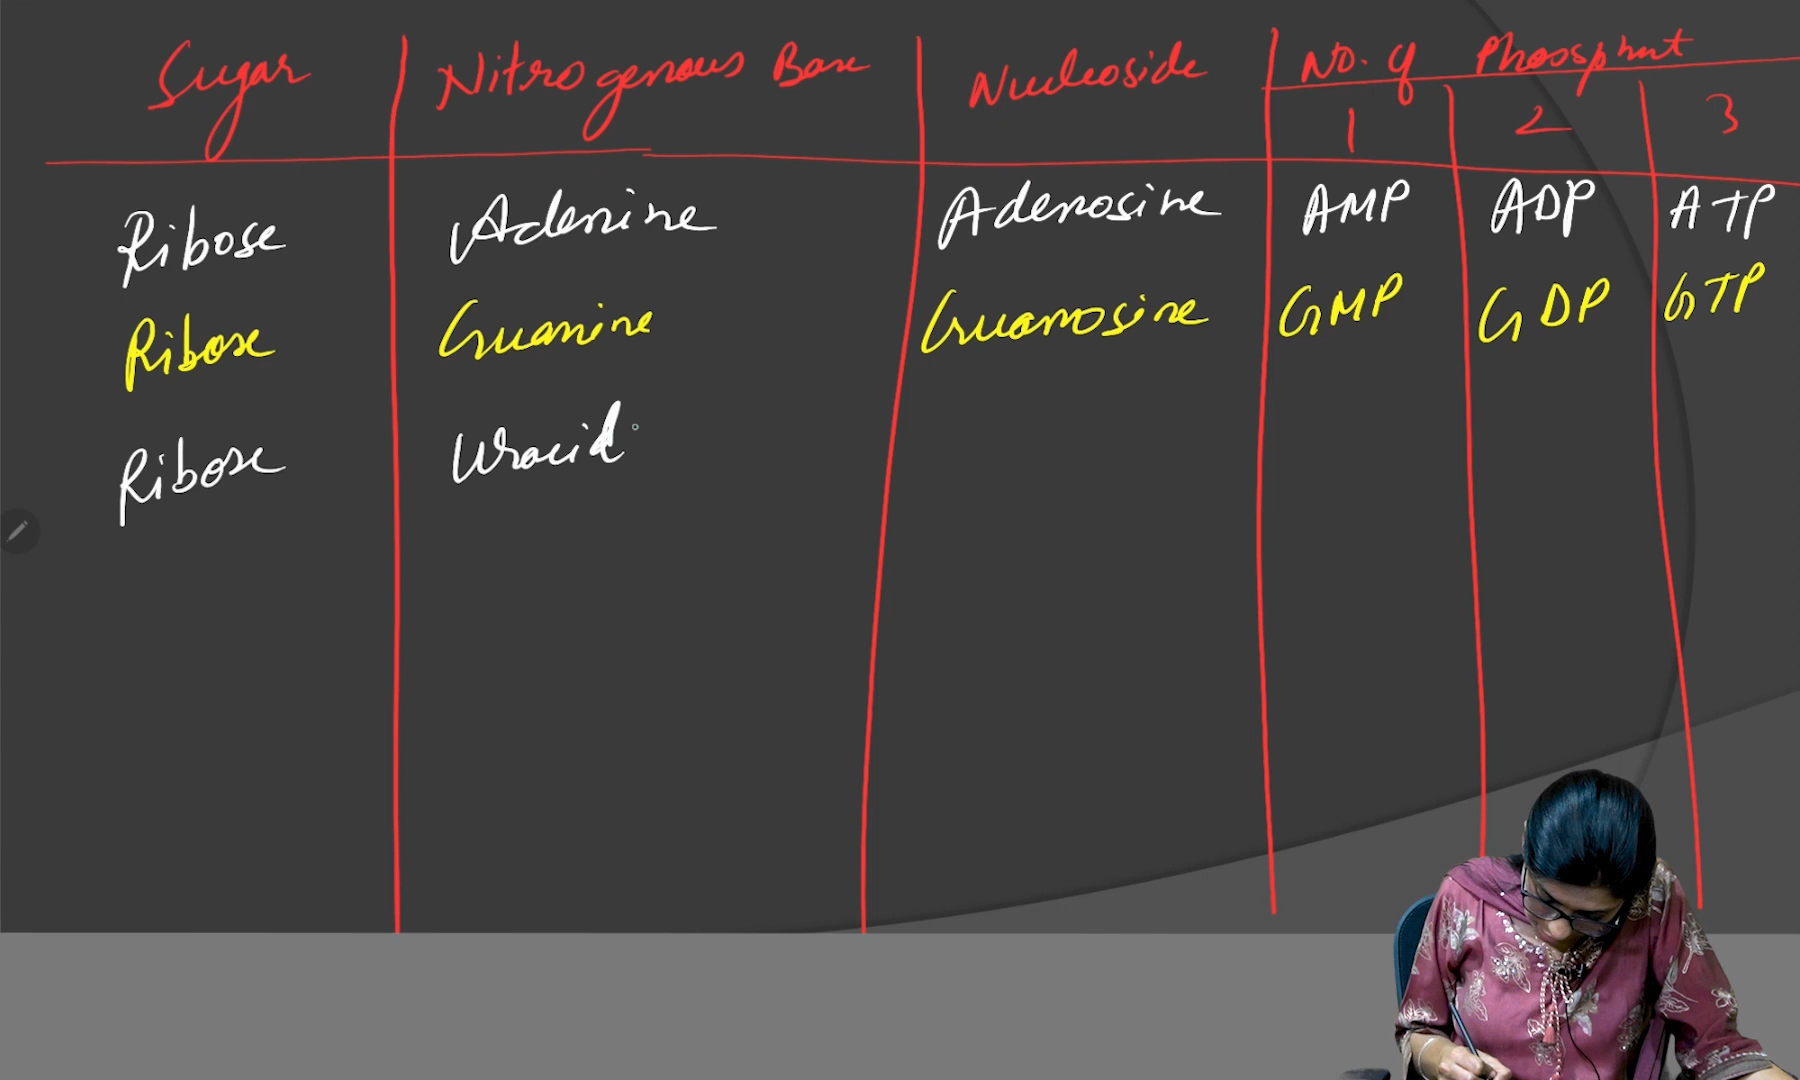 Sugar Nitrogenous Base Nucleoside No. of Phoosphat
1 2 3
Ribose Adenine Adenosine AMP ADP ATP
Ribose Guanine Guanosine GMP GDP GTP
Ribose Uracil